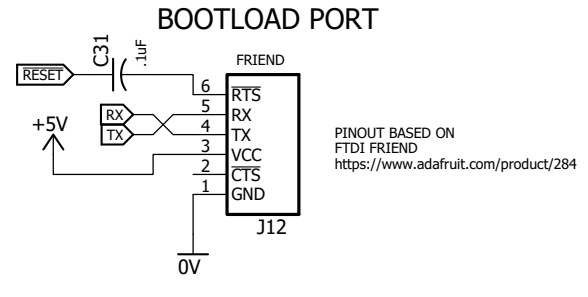 BOOTLOAD PORT
C31
.1uF
FRIEND
RESET
6
RTS
RX
5
RX
TX
4
TX
+5V
3
VCC
2
CTS
1
GND
J12
0V
PINOUT BASED ON
FTDI FRIEND
https://www.adafruit.com/product/284